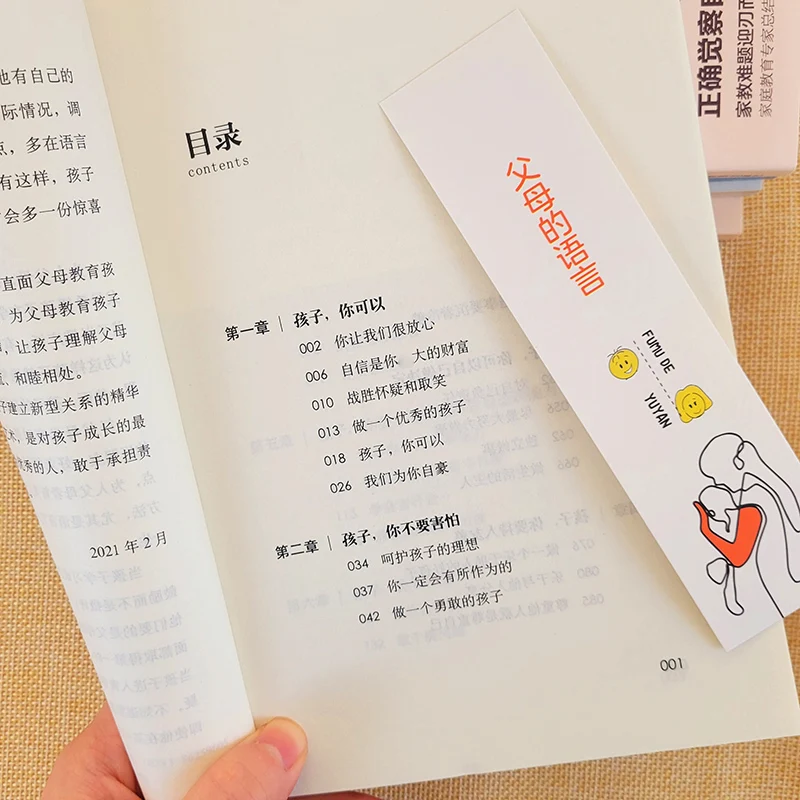 也有自己的
际情况，调
点，多在语言
有这样，孩子
会多一份惊喜
直面父母教育孩
为父母教育孩子
，让孩子理解父母
，和睦相处。
子建立新型关系的精华
术，是对孩子成长的最
优秀的人，敢于承担责
2021 年 2 月
目录
contents
第一章 | 孩子，你可以
002 你让我们很放心
006 自信是你 大的财富
010 战胜怀疑和取笑
013 做一个优秀的孩子
018 孩子，你可以
026 我们为你自豪
第二章 | 孩子，你不要害怕
034 呵护孩子的理想
037 你一定会有所作为的
042 做一个勇敢的孩子
001
父母的语言
FUMU DE
YUYAN
正确觉察
家教难题迎刃而
家庭教育专家总结